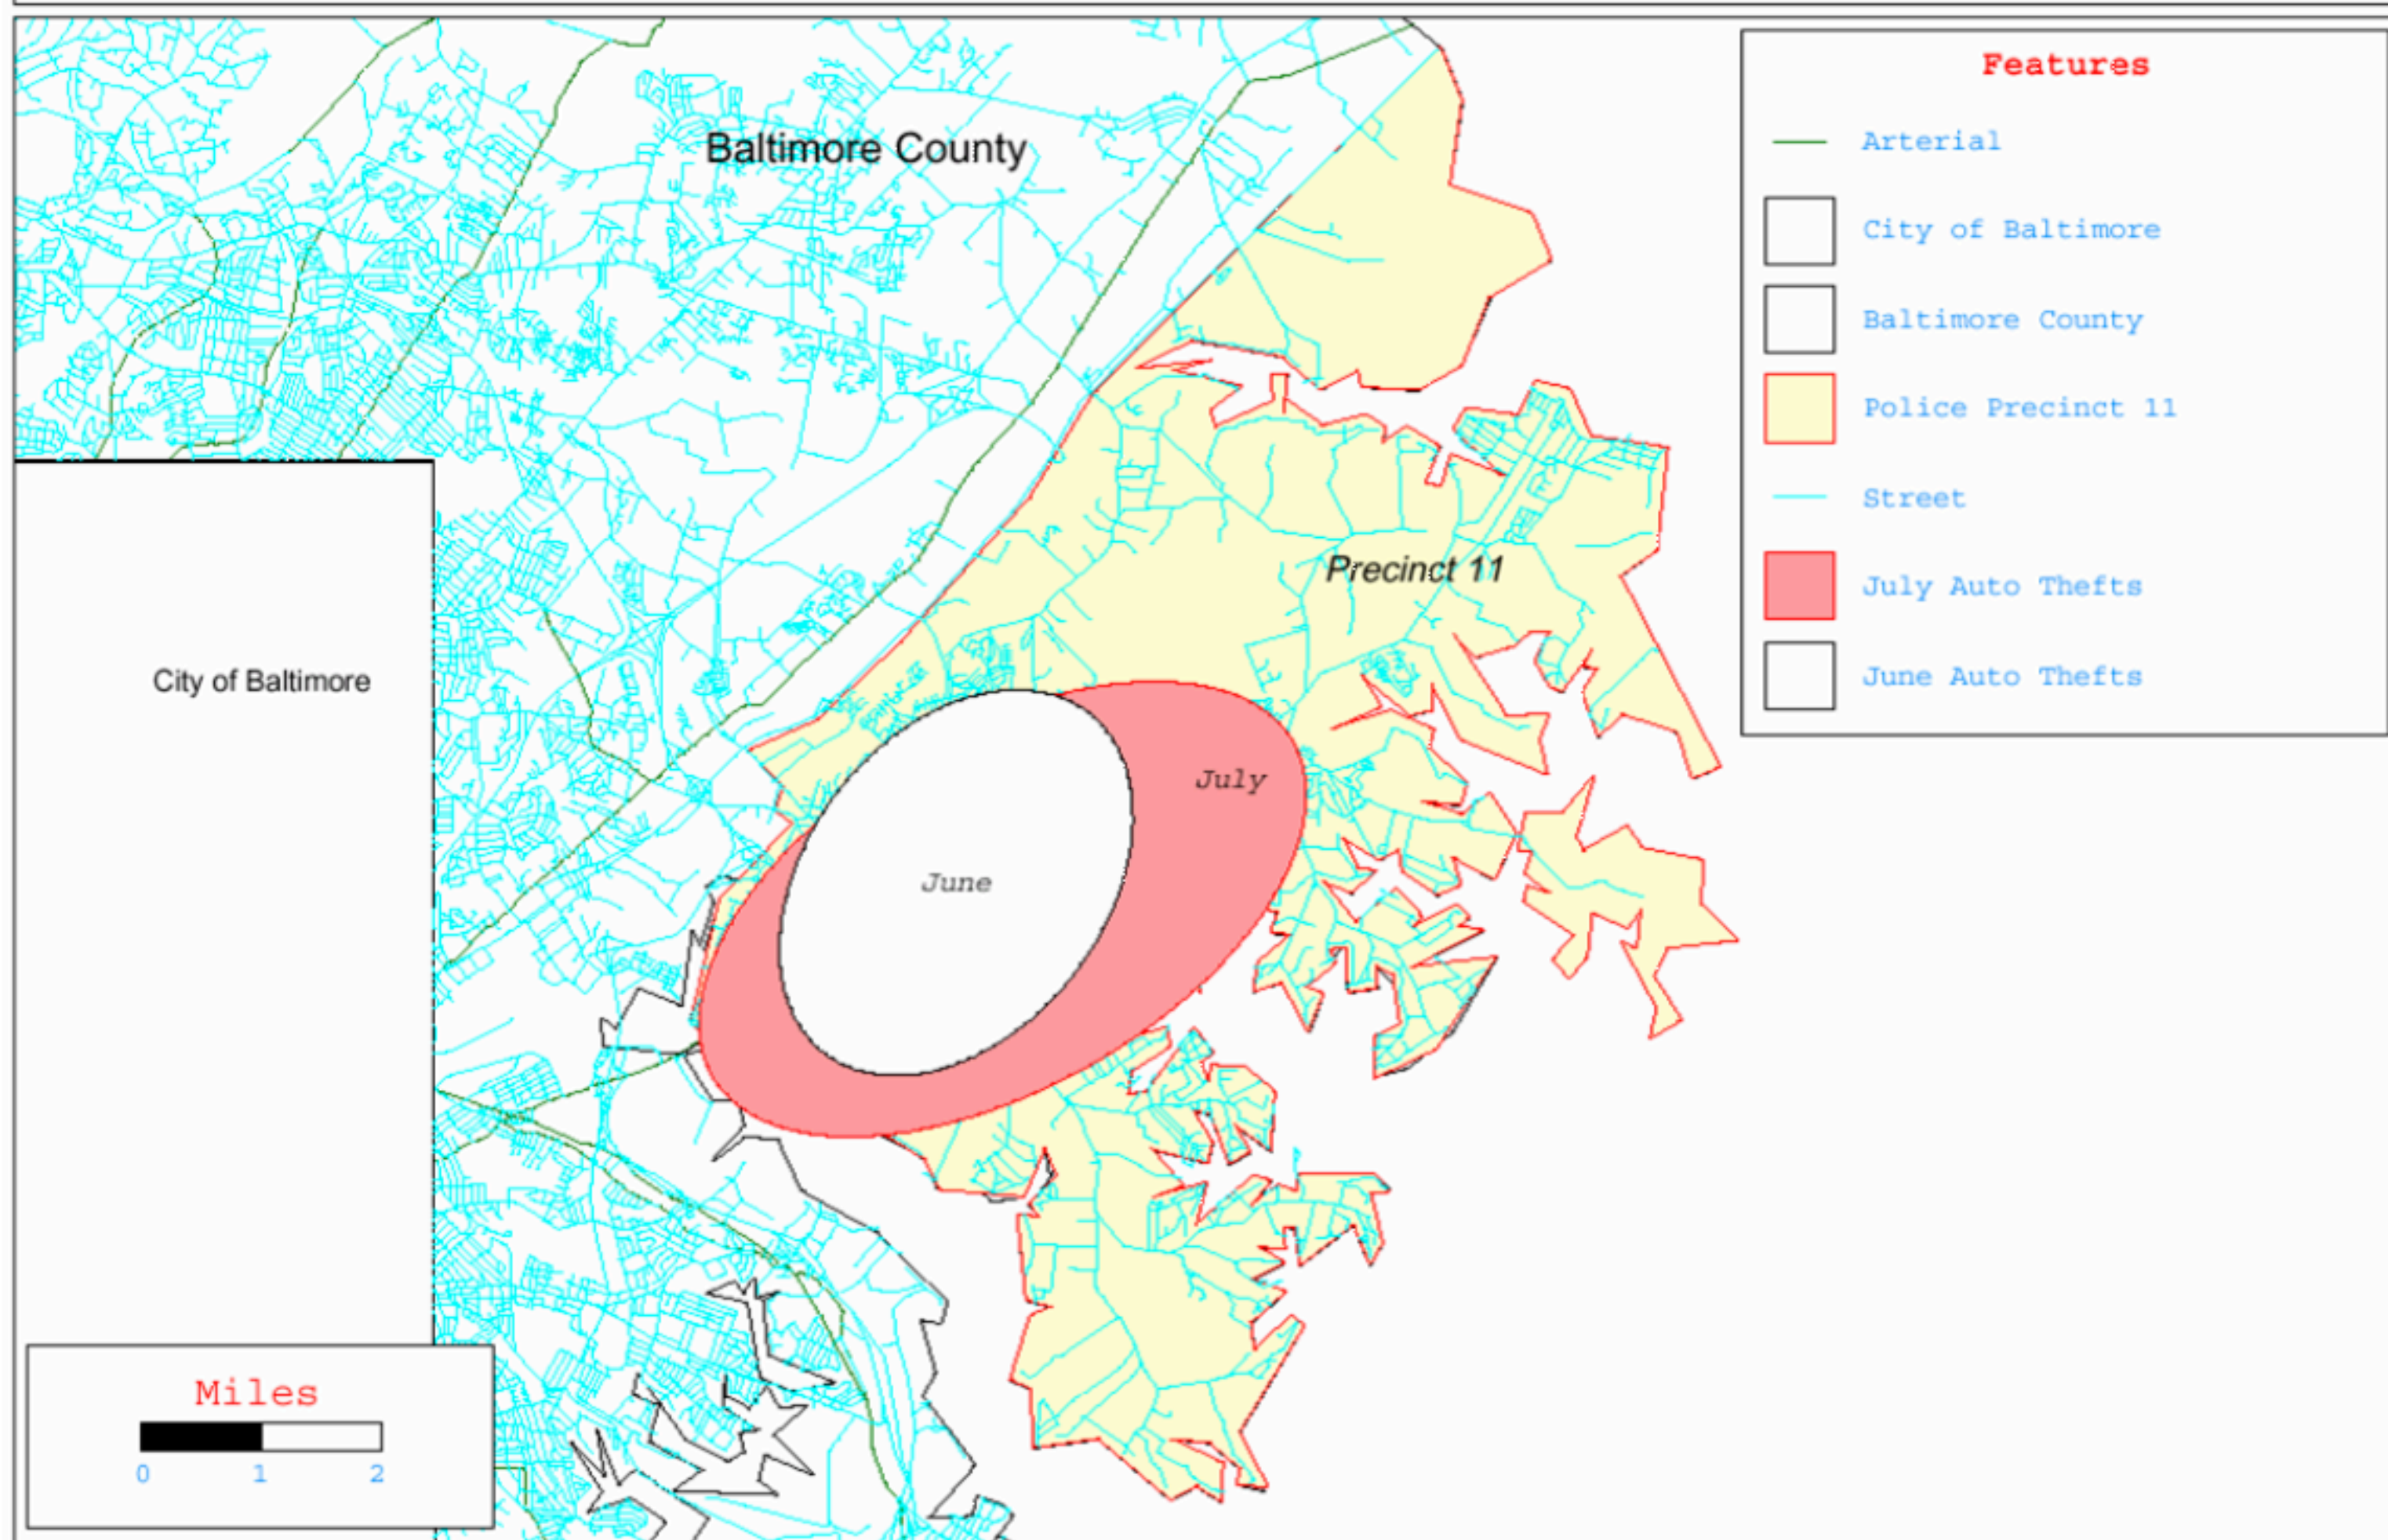 Baltimore County
Features
Arterial
City of Baltimore
Baltimore County
Police Precinct 11
Street
July Auto Thefts
June Auto Thefts
Precinct 11
City of Baltimore
July
June
Miles
0 1 2